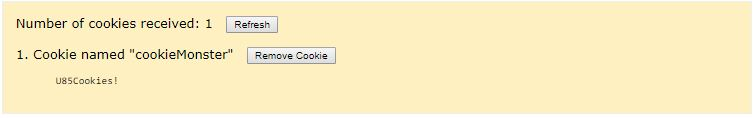 Number of cookies received: 1 Refresh
1. Cookie named "cookieMonster" Remove Cookie
U85Cookies!